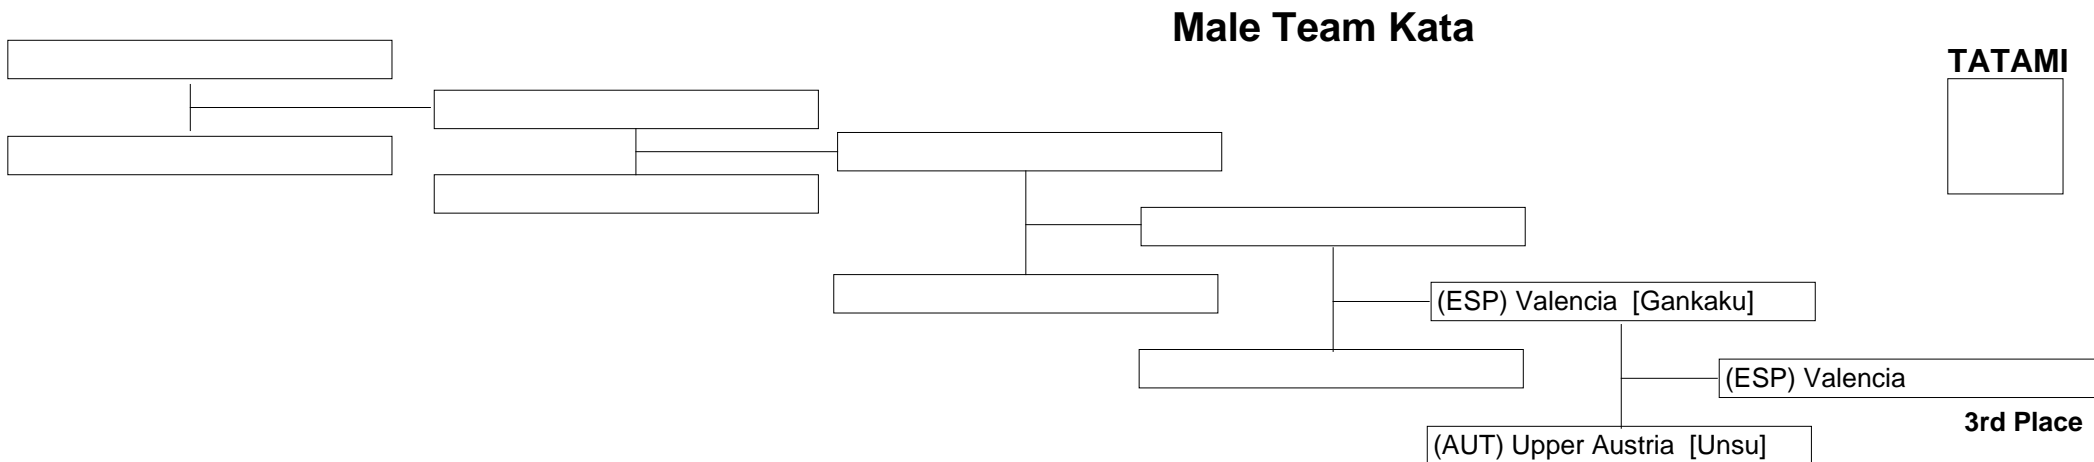 Male Team Kata
TATAMI
(ESP) Valencia [Gankaku]
(ESP) Valencia
3rd Place
(AUT) Upper Austria [Unsu]